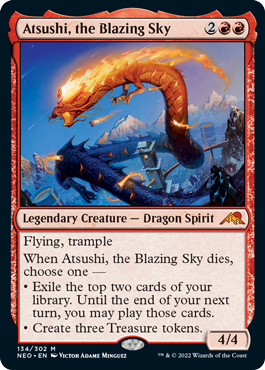 Atsushi, the Blazing Sky 2
Legendary Creature — Dragon Spirit
Flying, trample
When Atsushi, the Blazing Sky dies,
choose one —
• Exile the top two cards of your
library. Until the end of your next
turn, you may play those cards.
• Create three Treasure tokens.
4/4
134/302 M
NEO • EN Victor Adame Minguez
™ & © 2022 Wizards of the Coast